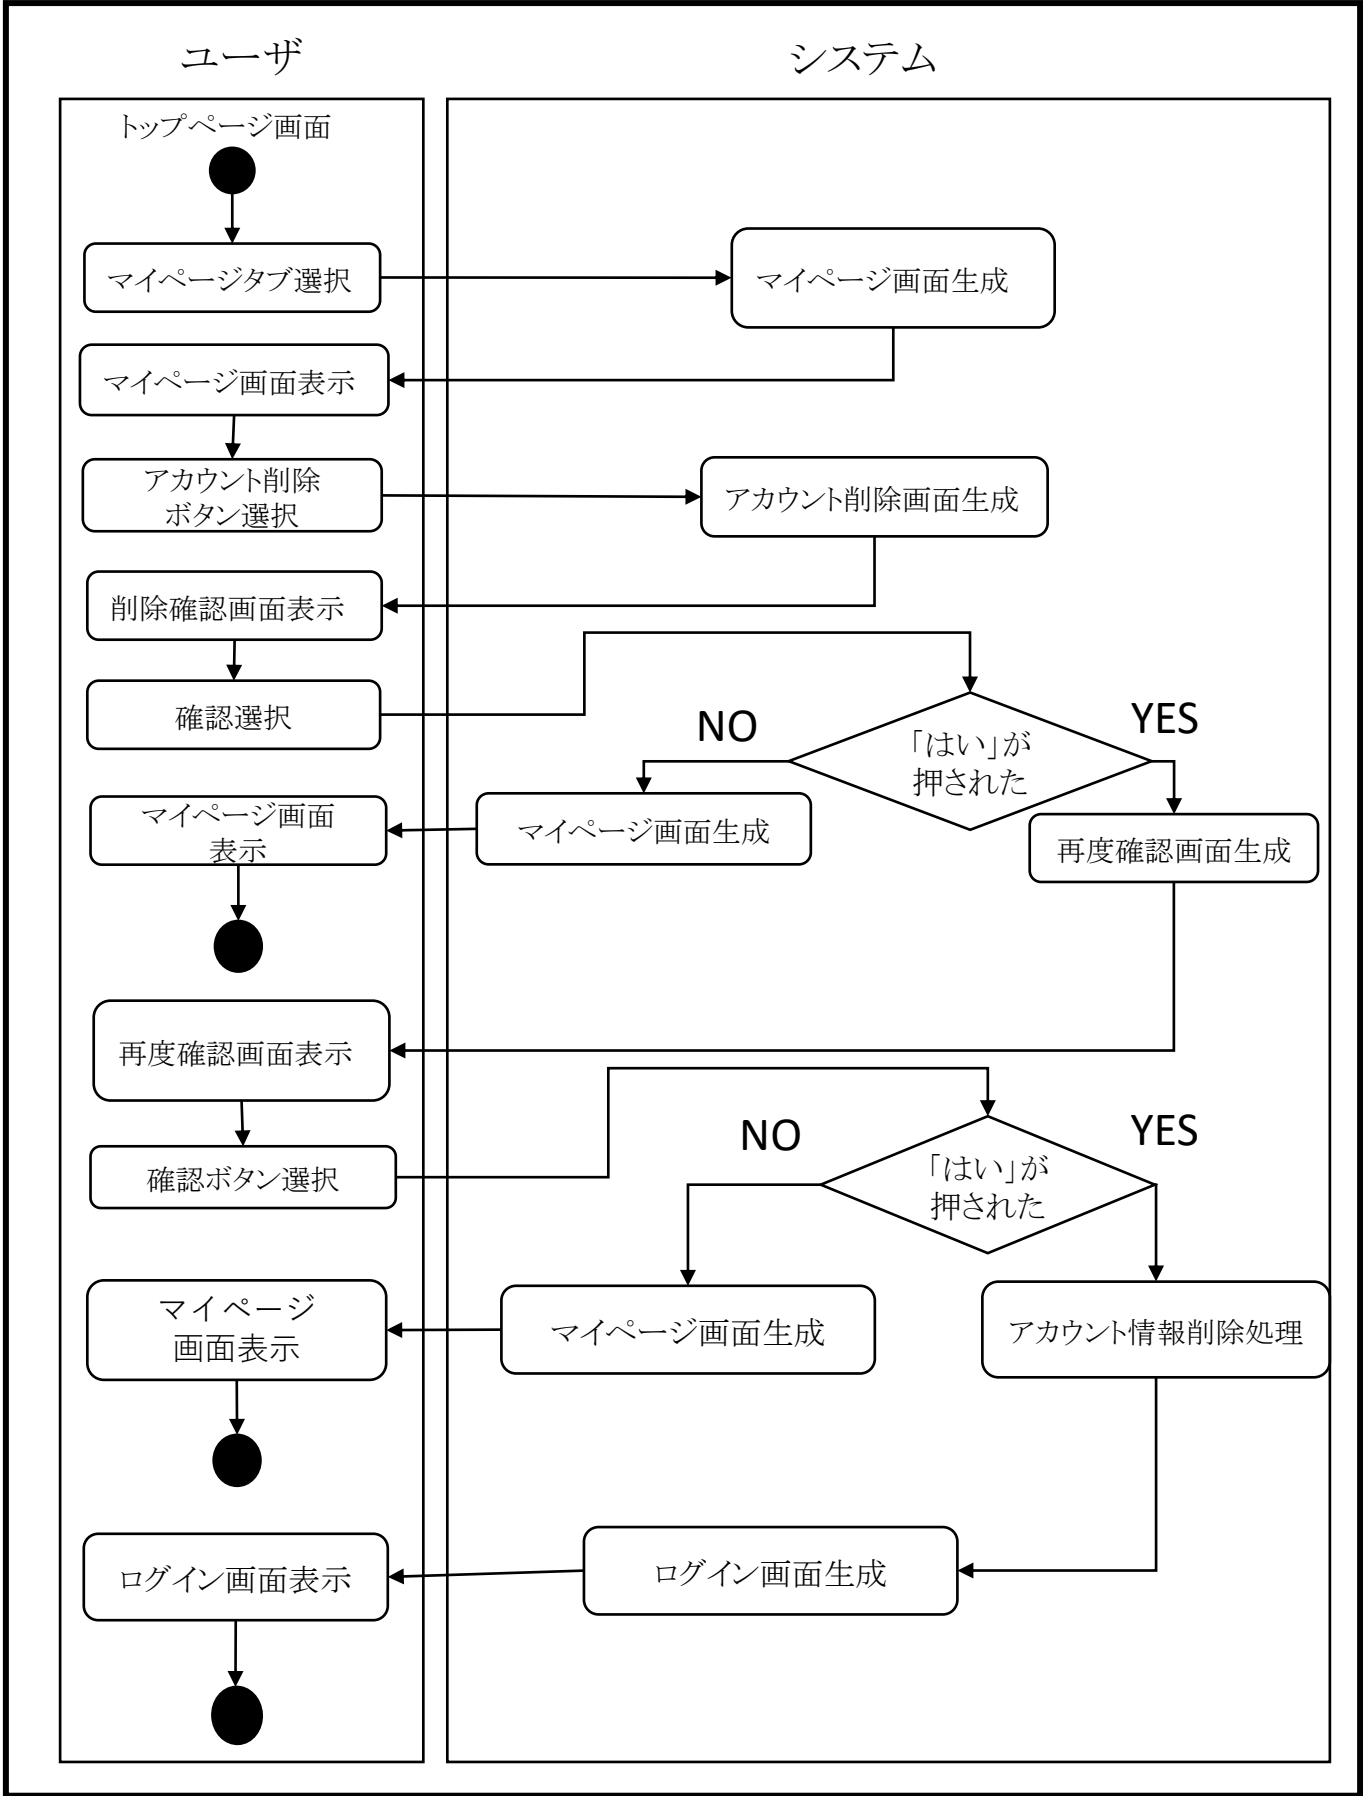 ユーザ
システム
トップページ画面
マイページタブ選択
マイページ画面生成
マイページ画面表示
アカウント削除
ボタン選択
アカウント削除画面生成
削除確認画面表示
確認選択
NO
YES
「はい」が
押された
マイページ画面
表示
マイページ画面生成
再度確認画面生成
再度確認画面表示
確認ボタン選択
NO
YES
「はい」が
押された
マイページ
画面表示
マイページ画面生成
アカウント情報削除処理
ログイン画面表示
ログイン画面生成